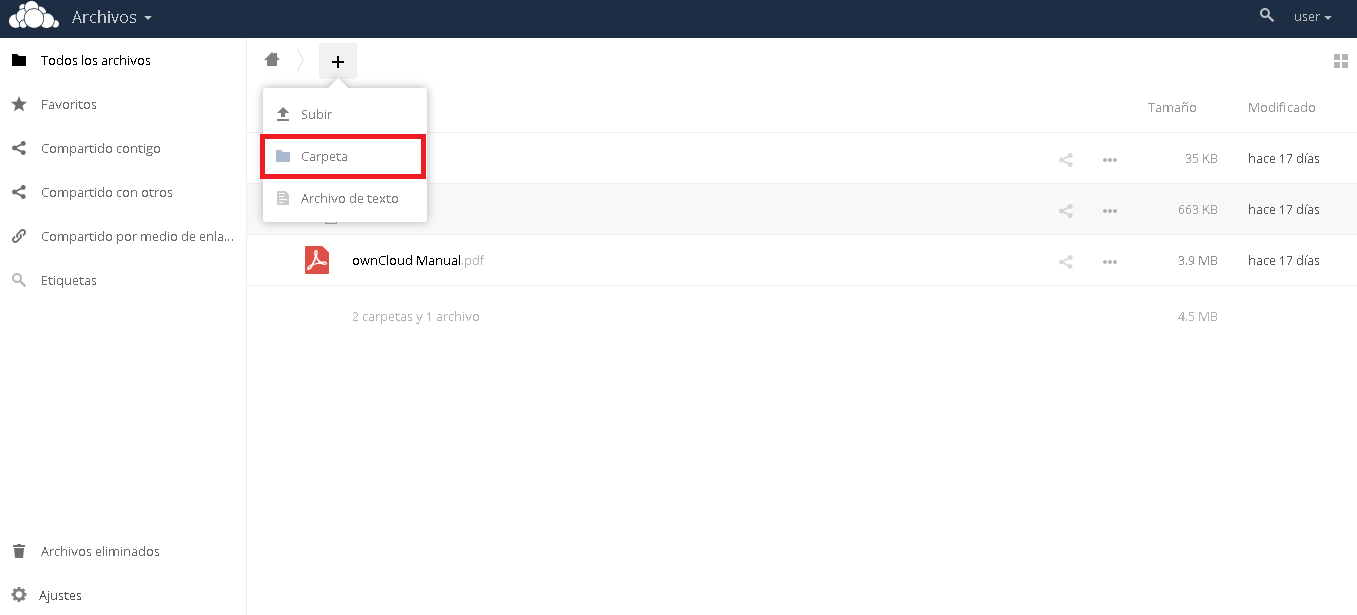 Archivos
user
Todos los archivos
Favoritos
Compartido contigo
Compartido con otros
Compartido por medio de enla...
Etiquetas
Archivos eliminados
Ajustes
Subir
Carpeta
Archivo de texto
Tamaño Modificado
35 KB hace 17 días
663 KB hace 17 días
ownCloud Manual.pdf 3.9 MB hace 17 días
2 carpetas y 1 archivo 4.5 MB